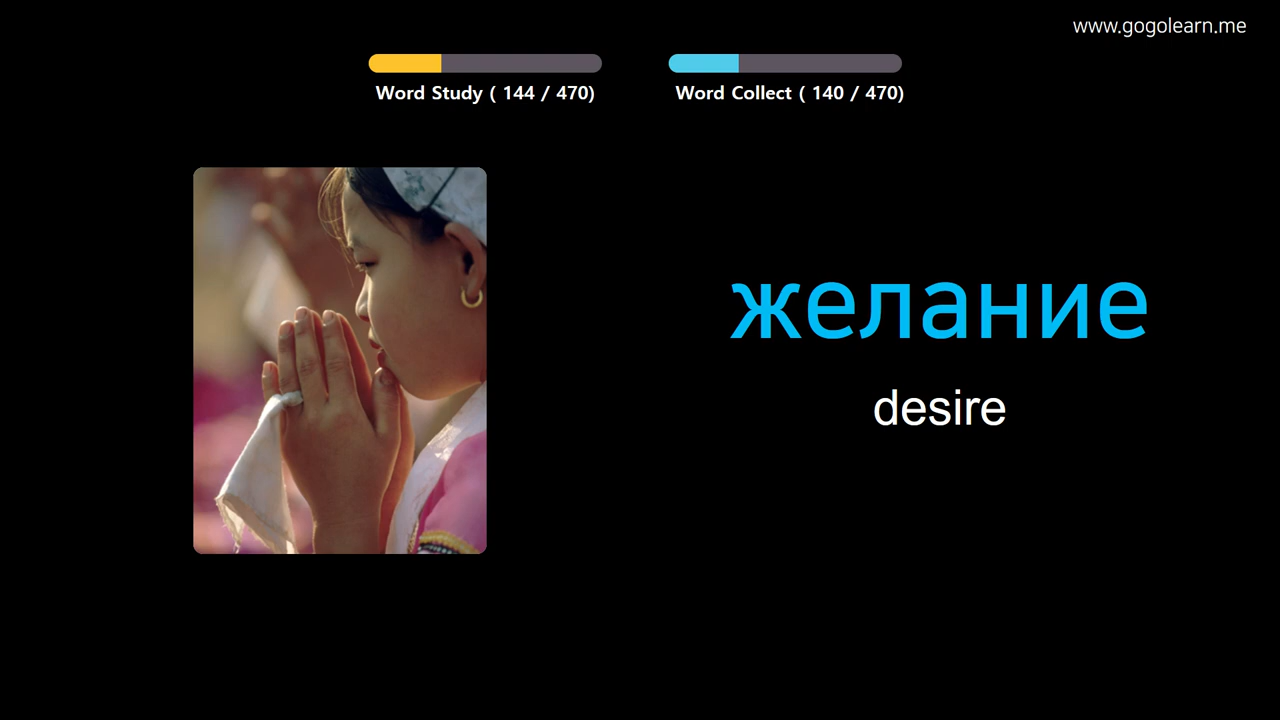 www.gogolearn.me
Word Study ( 144 / 470)
Word Collect ( 140 / 470)
желание
desire